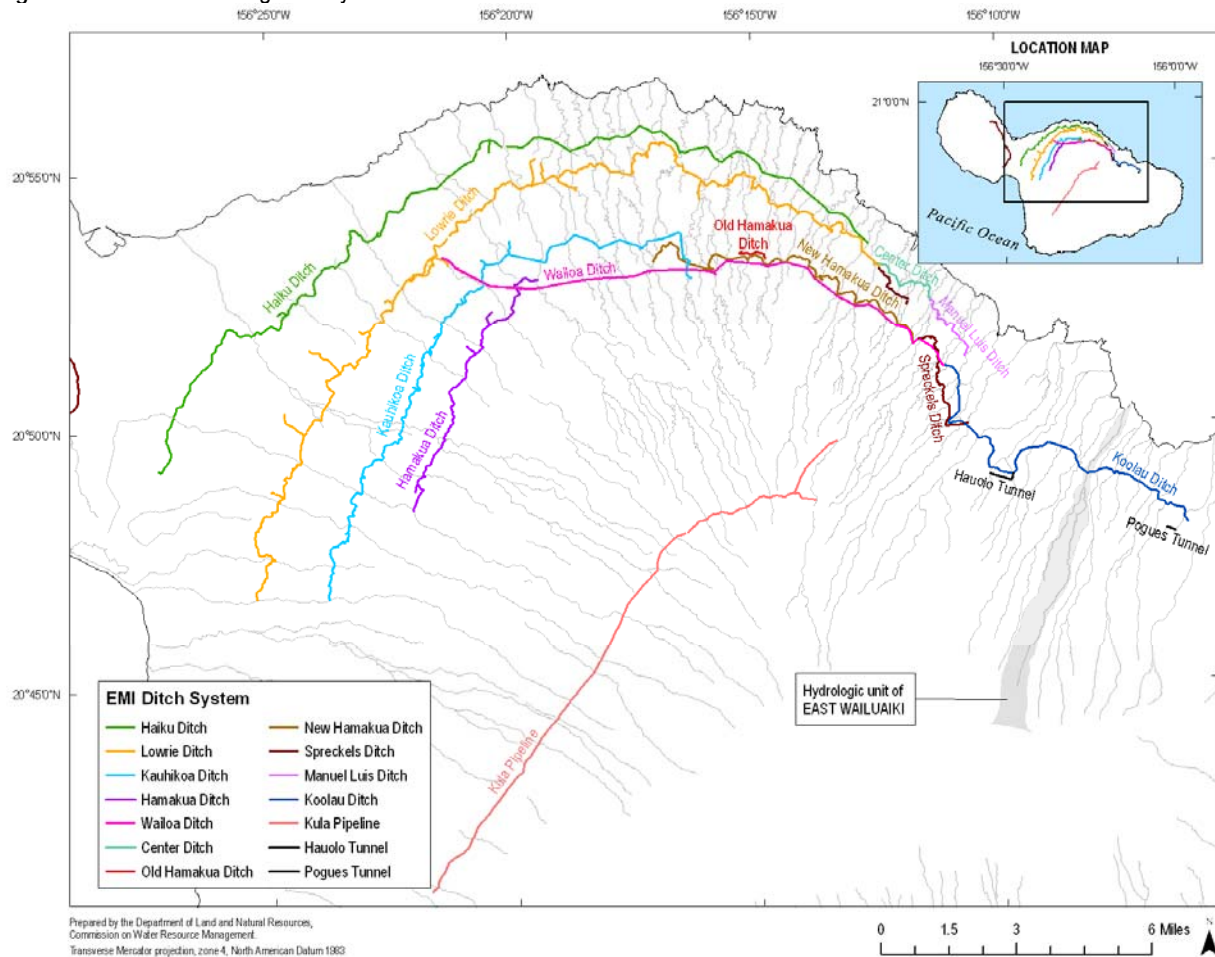 156°25'0"W
156°20'0"W
156°15'0"W
156°10'0"W
LOCATION MAP
156°30'0"W
156°0'0"W
21°0'0"N
Pacific Ocean
20°55'0"N
20°50'0"N
20°45'0"N
Haiku Ditch
Lowrie Ditch
Kauhikoa Ditch
Hamakua Ditch
Wailoa Ditch
Old Hamakua
Ditch
New Hamakua Ditch
Center Ditch
Manuel Luis Ditch
Spreckels Ditch
Koolau Ditch
Hauolo Tunnel
Pogues Tunnel
Kula Pipeline
Hydrologic unit of
EAST WAILUAIKI
EMI Ditch System
Haiku Ditch
Lowrie Ditch
Kauhikoa Ditch
Hamakua Ditch
Wailoa Ditch
Center Ditch
Old Hamakua Ditch
New Hamakua Ditch
Spreckels Ditch
Manuel Luis Ditch
Koolau Ditch
Kula Pipeline
Hauolo Tunnel
Pogues Tunnel
Prepared by the Department of Land and Natural Resources,
Commission on Water Resource Management.
Transverse Mercator projection, zone 4, North American Datum 1983
0 1.5 3 6 Miles
N